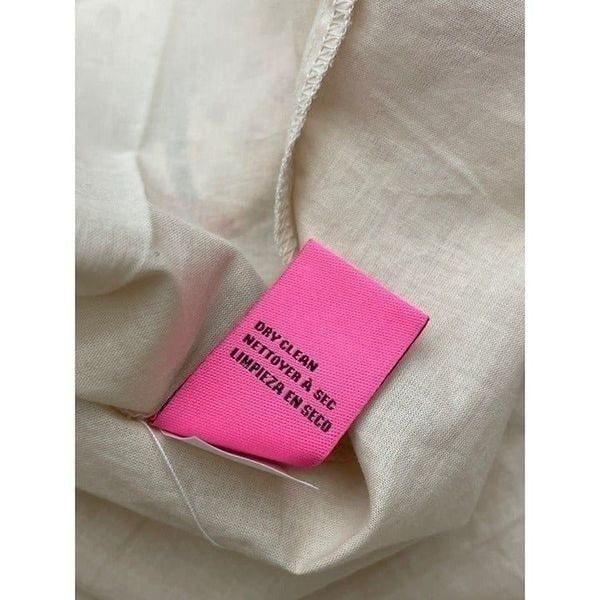 DRY CLEAN
NETTOYER À SEC
LIMPIEZA EN SECO